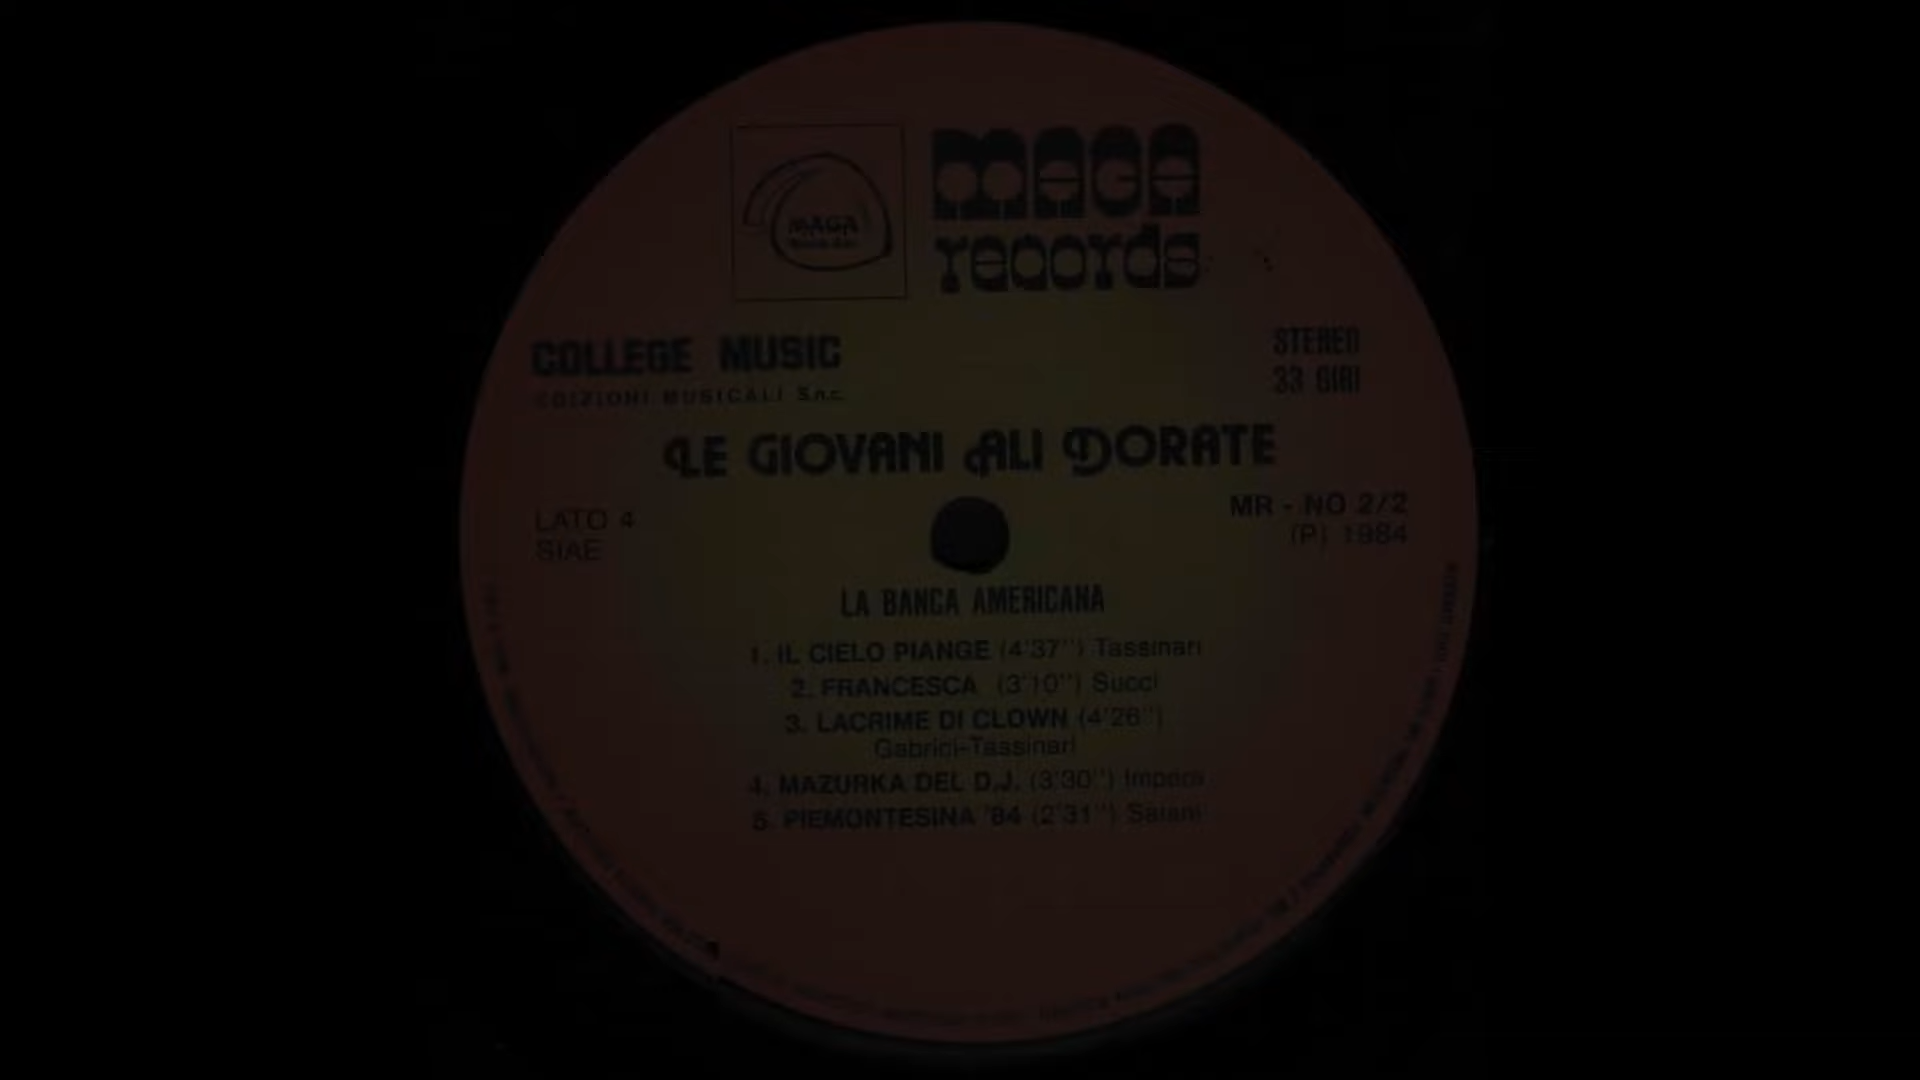 MAGA
maga
records
COLLEGE MUSIC
EDIZIONI MUSICALI S.n.c.
STEREO
33 GIRI
LE GIOVANI ALI DORATE
LATO 4
SIAE
MR - NO 2/2
(P) 1984
LA BANCA AMERICANA
1. IL CIELO PIANGE (4'37'') Tassinari
2. FRANCESCA (3'10'') Succi
3. LACRIME DI CLOWN (4'26'')
Gabrici-Tassinari
4. MAZURKA DEL D.J. (3'30'')
5. PIEMONTESINA '84 (2'31'')